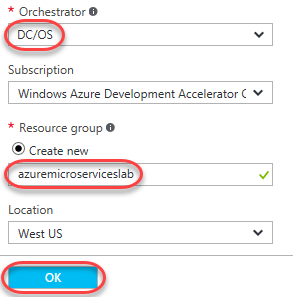 * Orchestrator
DC/OS
Subscription
Windows Azure Development Accelerator C
* Resource group
Create new
azuremicroserviceslab
Location
West US
OK